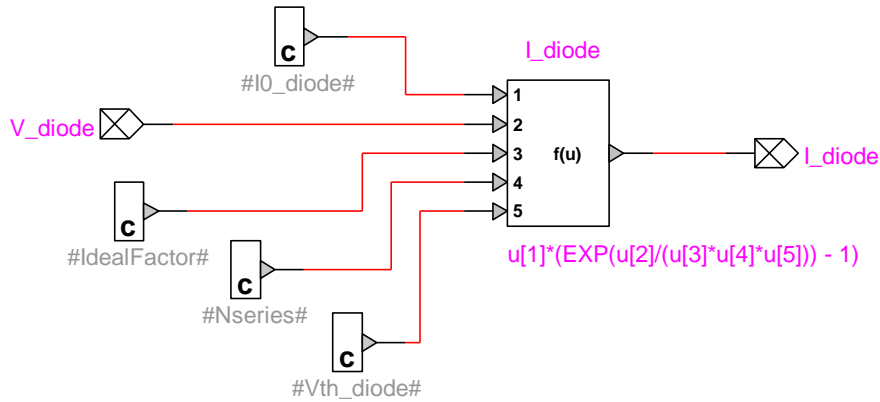 C
#I0_diode#
I_diode
V_diode
1
2
3
4
5
f(u)
I_diode
C
#IdealFactor#
u[1]*(EXP(u[2]/(u[3]*u[4]*u[5])) - 1)
C
#Nseries#
C
#Vth_diode#